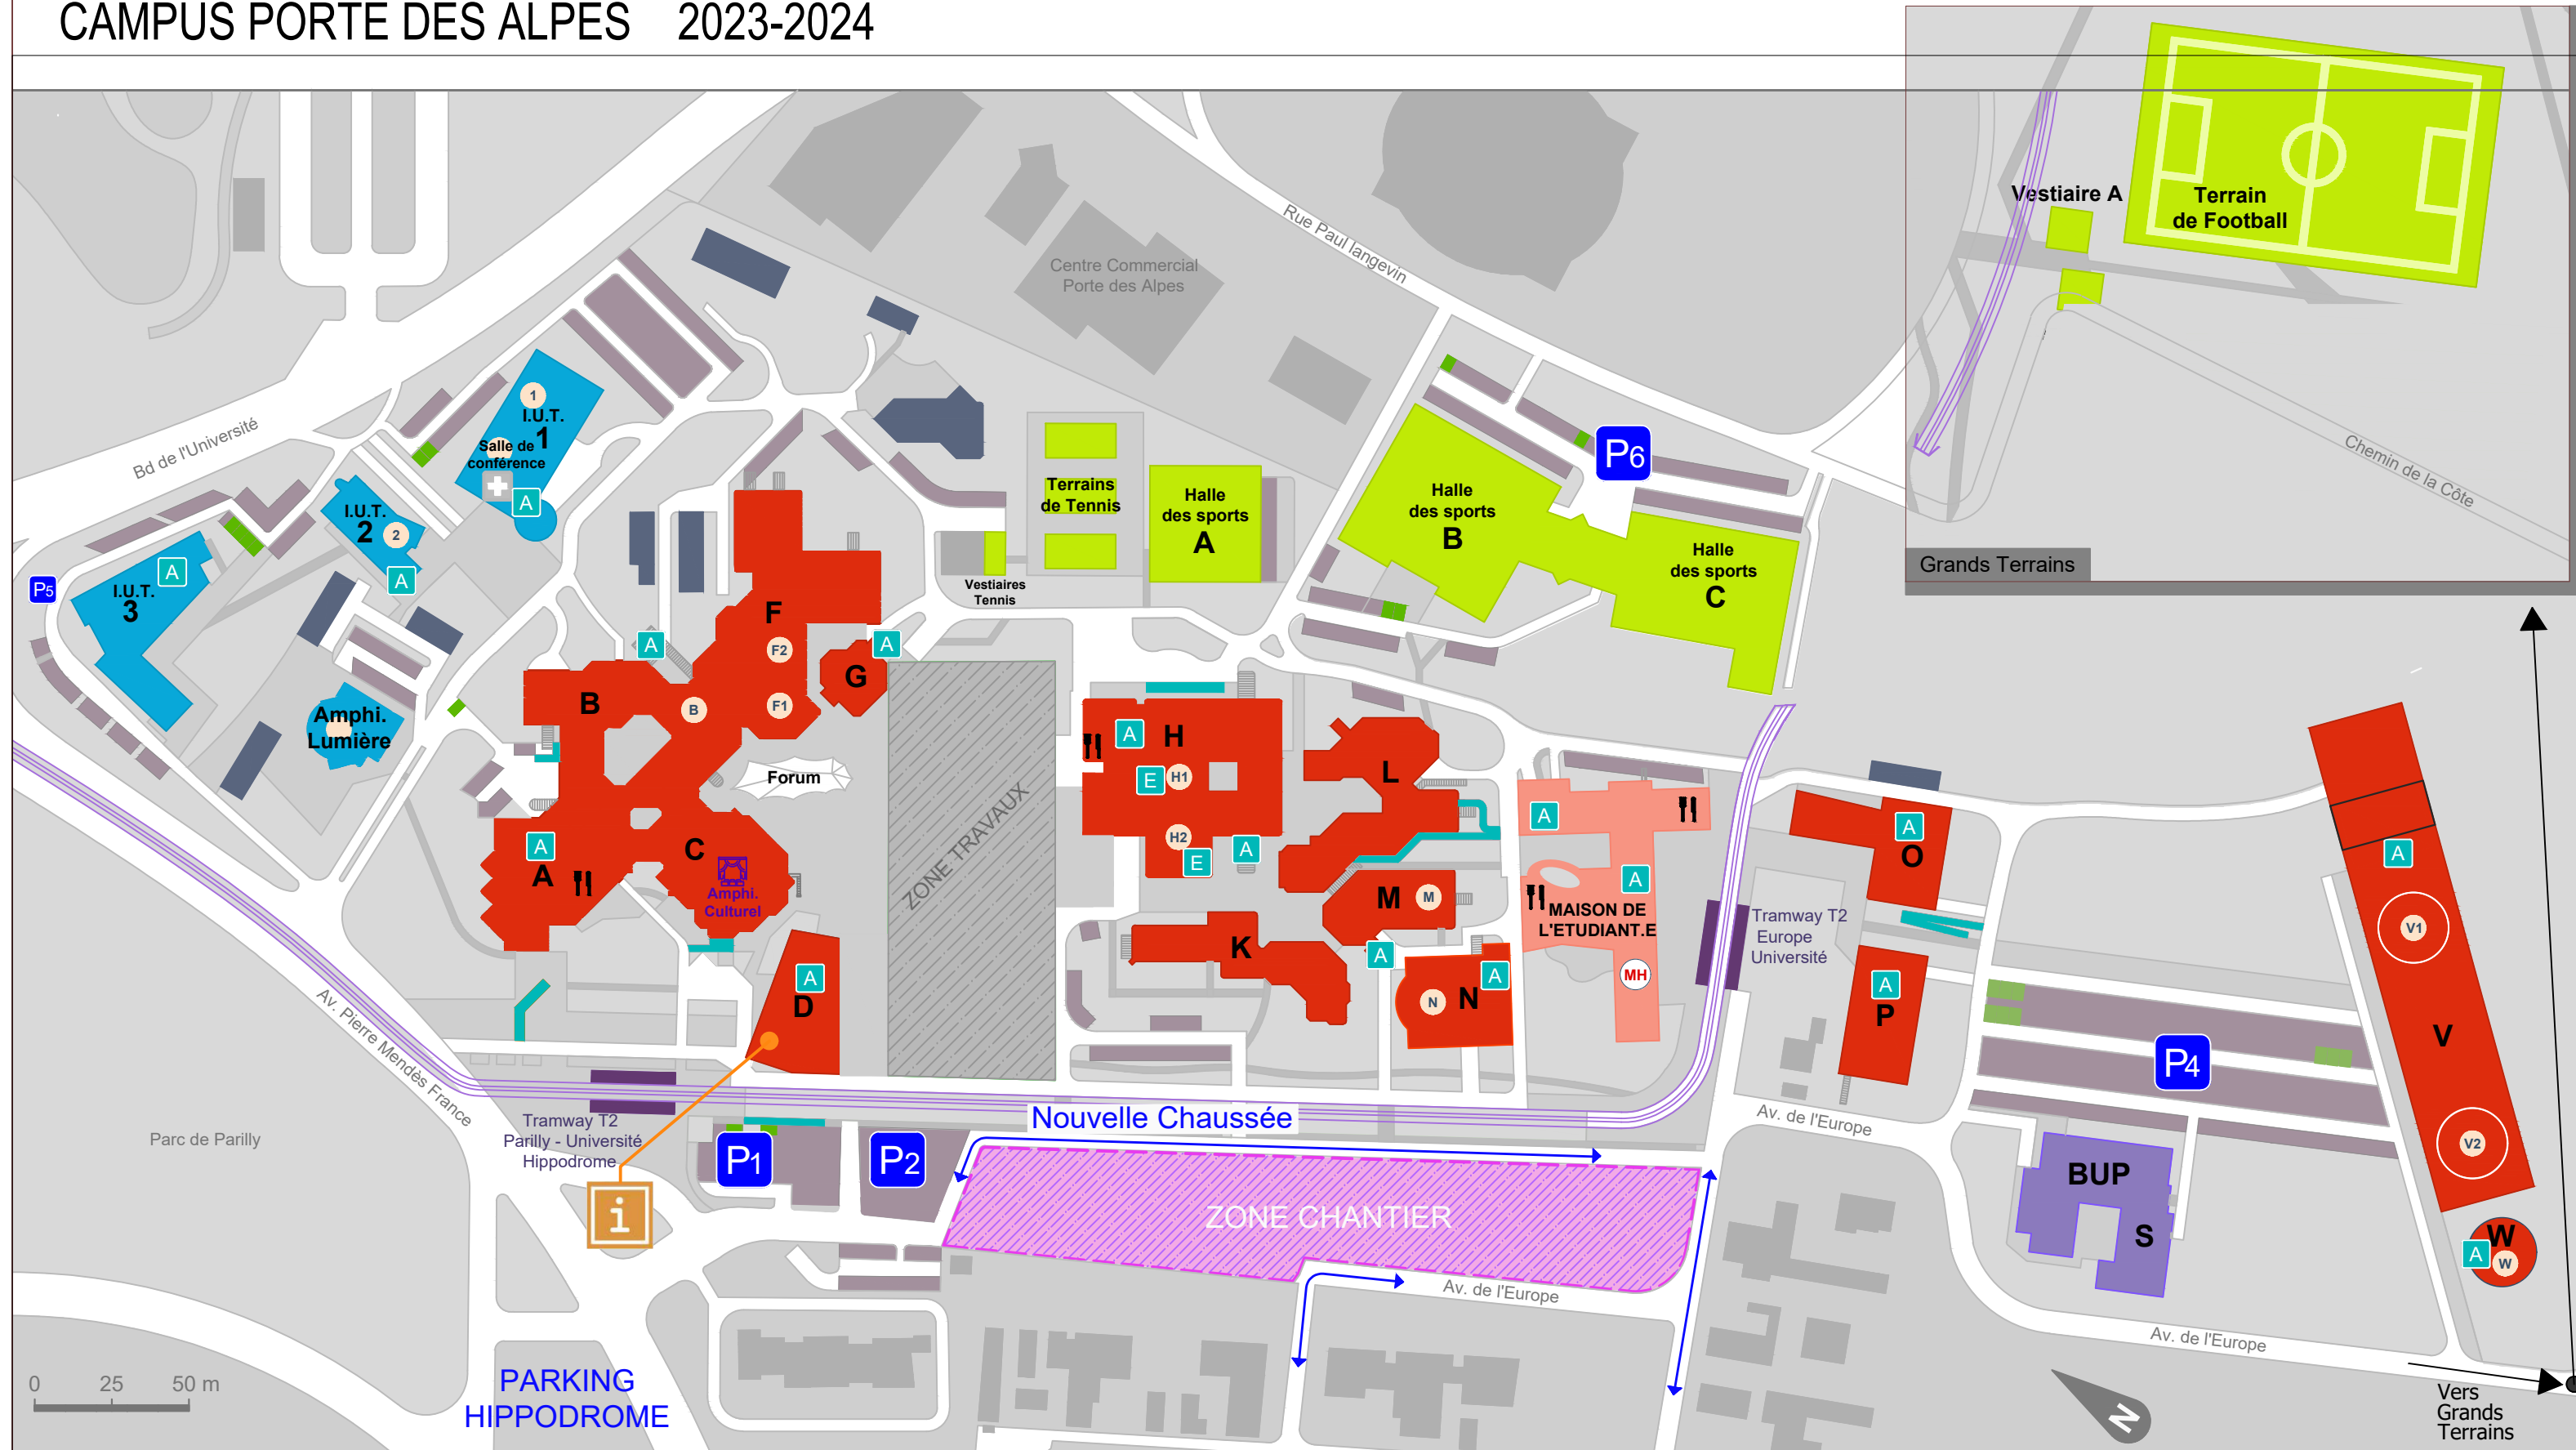 CAMPUS PORTE DES ALPES 2023-2024
Vestiaire A
Terrain
de Football
Rue Paul langevin
Centre Commercial
Porte des Alpes
Chemin de la Côte
Grands Terrains
Bd de l'Université
1
I.U.T.
1
Salle de
conférence
A
I.U.T.
2
2
A
A
I.U.T.
3
P5
Amphi.
Lumière
Terrains
de Tennis
Halle
des sports
A
Vestiaires
Tennis
Halle
des sports
B
P6
Halle
des sports
C
F
F2
F1
A
A
G
B
B
Forum
A
A
C
Amphi.
Culturel
A
D
ZONE TRAVAUX
A
H
E
H1
H2
E
A
L
M
M
K
A
A
N
N
A
A
MAISON DE
L'ETUDIANT.E
MH
Tramway T2
Europe
Université
A
O
A
P
A
V1
V
V2
P4
BUP
S
W
A
W
Av. Pierre Mendès France
Parc de Parilly
Tramway T2
Parilly - Université
Hippodrome
i
P1
P2
Nouvelle Chaussée
ZONE CHANTIER
Av. de l'Europe
Av. de l'Europe
Av. de l'Europe
PARKING
HIPPODROME
0 25 50 m
N
Vers
Grands
Terrains